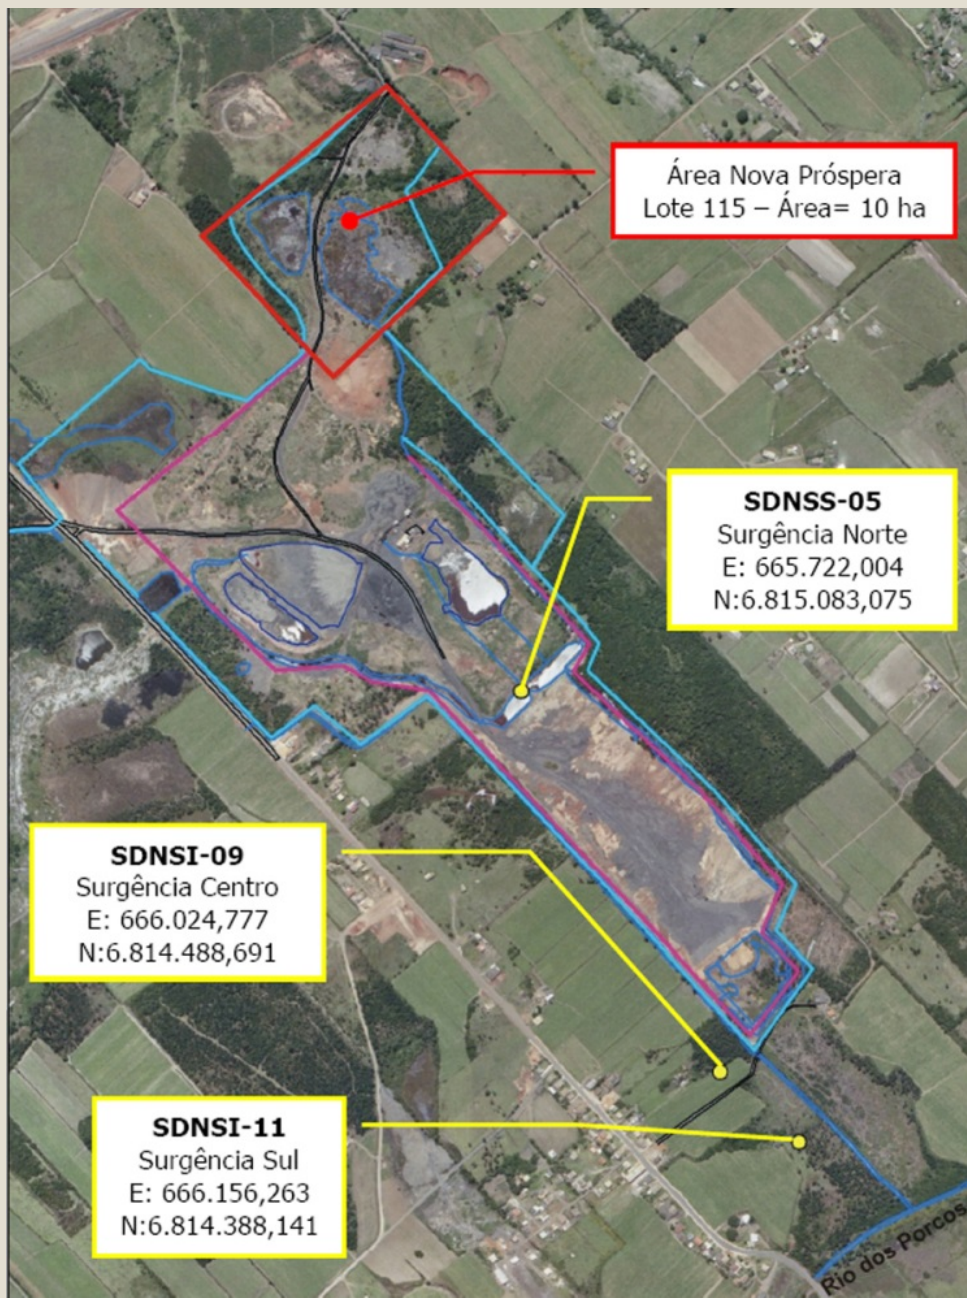 Área Nova Próspera
Lote 115 – Área= 10 ha
SDNSS-05
Surgência Norte
E: 665.722,004
N:6.815.083,075
SDNSI-09
Surgência Centro
E: 666.024,777
N:6.814.488,691
SDNSI-11
Surgência Sul
E: 666.156,263
N:6.814.388,141
Rio dos Porcos